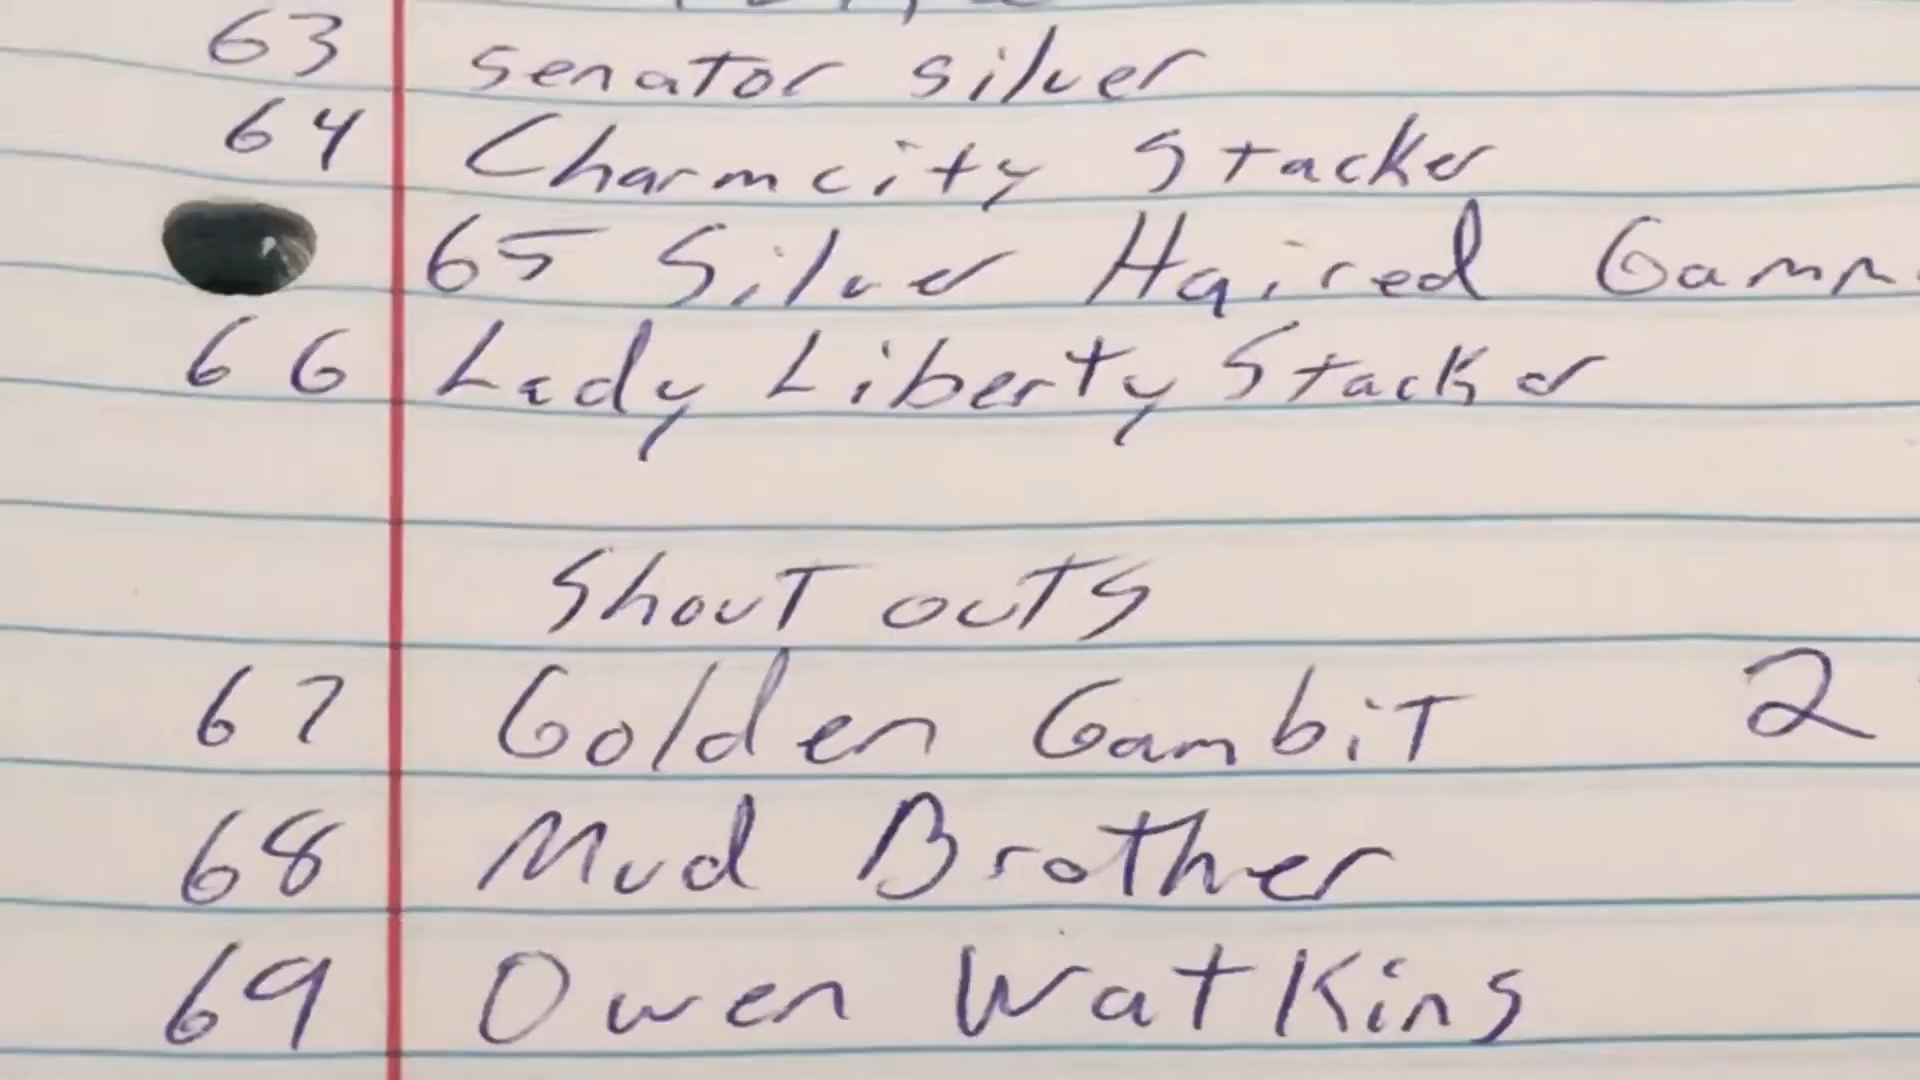 63 senator silver
64 Charmcity Stacker
65 Silver Haired Gamm
66 Lady Liberty Stacker
Shout outs
67 Golden Gambit 2
68 Mud Brother
69 Owen Watkins